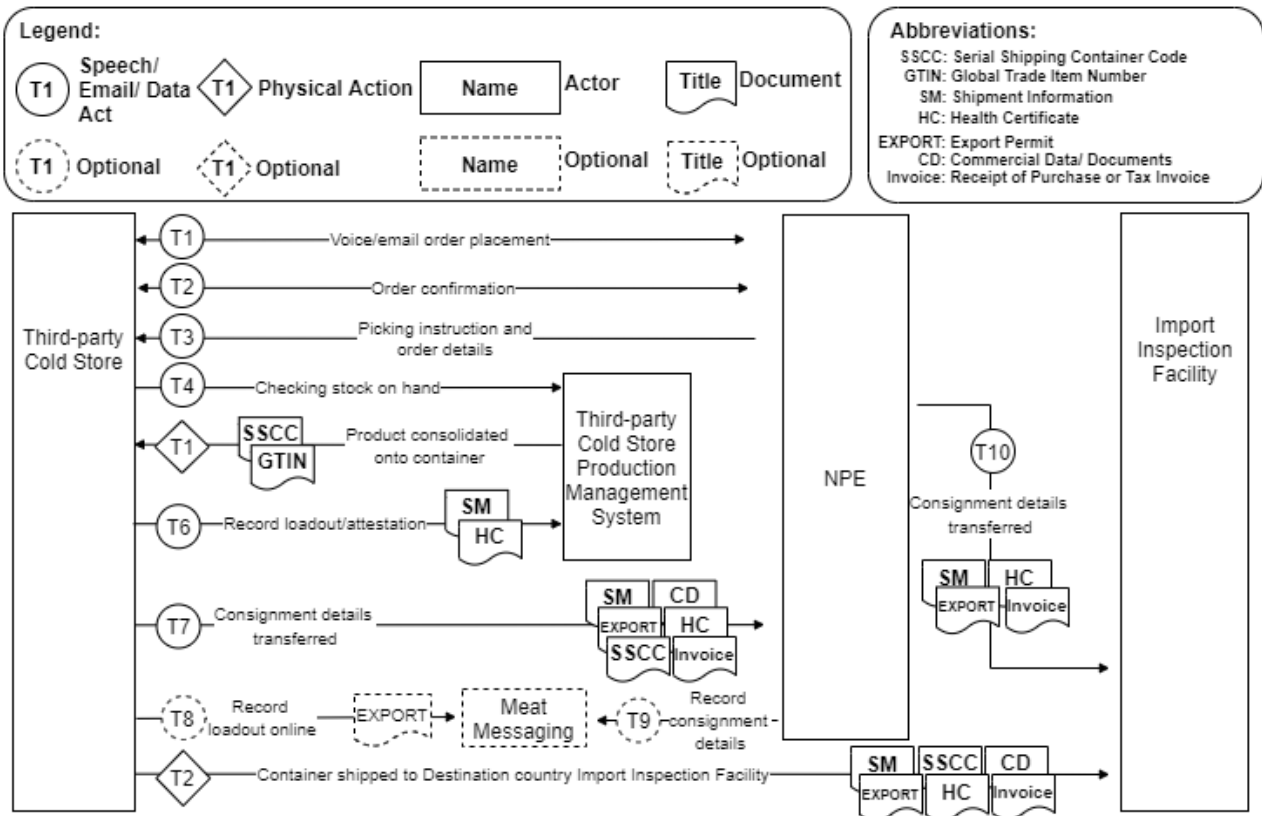 Legend:
T1
Speech/
Email/ Data
Act
T1
Physical Action
Name
Actor
Title
Document
T1
Optional
T1
Optional
Name
Optional
Title
Optional
Abbreviations:
SSCC: Serial Shipping Container Code
GTIN: Global Trade Item Number
SM: Shipment Information
HC: Health Certificate
EXPORT: Export Permit
CD: Commercial Data/ Documents
Invoice: Receipt of Purchase or Tax Invoice
Third-party
Cold Store
T1
Voice/email order placement
T2
Order confirmation
T3
Picking instruction and
order details
T4
Checking stock on hand
T1
SSCC
GTIN
Product consolidated
onto container
Third-party
Cold Store
Production
Management
System
T6
Record loadout/attestation
SM
HC
T7
Consignment details
transferred
SM
CD
EXPORT
HC
SSCC
Invoice
T8
Record
loadout online
EXPORT
Meat
Messaging
T9
Record
consignment
details
T2
Container shipped to Destination country Import Inspection Facility
SM
SSCC
CD
EXPORT
HC
Invoice
NPE
T10
Consignment details
transferred
SM
HC
EXPORT
Invoice
Import
Inspection
Facility